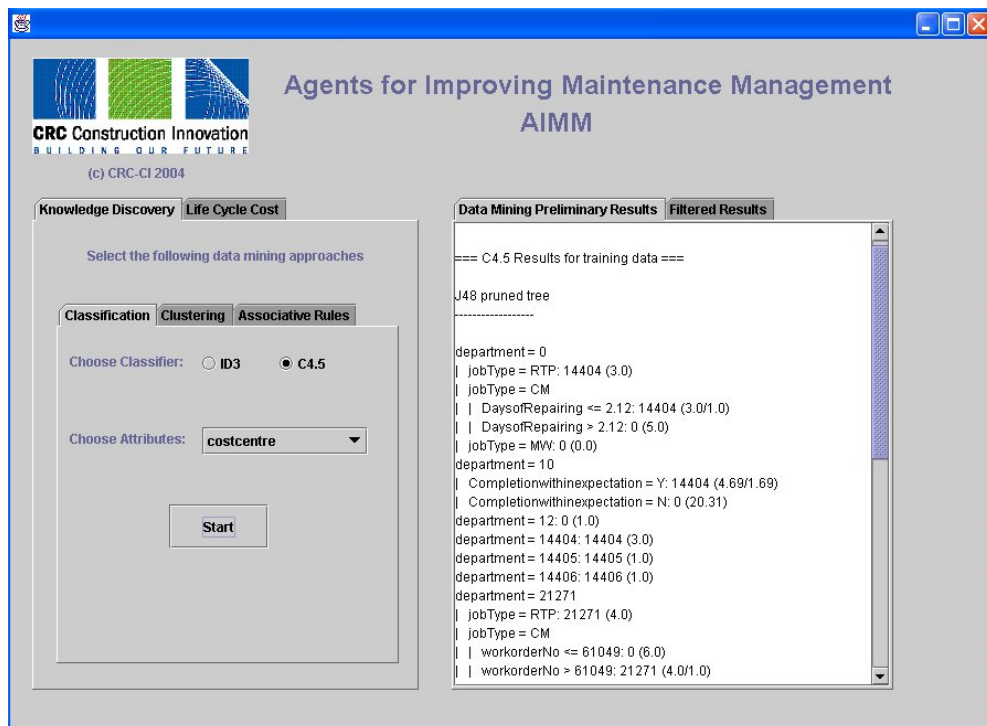 Agents for Improving Maintenance Management
AIMM
CRC Construction Innovation
BUILDING OUR FUTURE
(c) CRC-CI 2004
Knowledge Discovery Life Cycle Cost
Select the following data mining approaches
Classification Clustering Associative Rules
Choose Classifier: ID3 C4.5
Choose Attributes: costcentre
Start
Data Mining Preliminary Results Filtered Results
=== C4.5 Results for training data ===
J48 pruned tree
------------------
department = 0
| jobType = RTP: 14404 (3.0)
| jobType = CM
| | DaysofRepairing <= 2.12: 14404 (3.0/1.0)
| | DaysofRepairing > 2.12: 0 (5.0)
| jobType = MW: 0 (0.0)
department = 10
| Completionwithinexpectation = Y: 14404 (4.69/1.69)
| Completionwithinexpectation = N: 0 (20.31)
department = 12: 0 (1.0)
department = 14404: 14404 (3.0)
department = 14405: 14405 (1.0)
department = 14406: 14406 (1.0)
department = 21271
| jobType = RTP: 21271 (4.0)
| jobType = CM
| | workorderNo <= 61049: 0 (6.0)
| | workorderNo > 61049: 21271 (4.0/1.0)